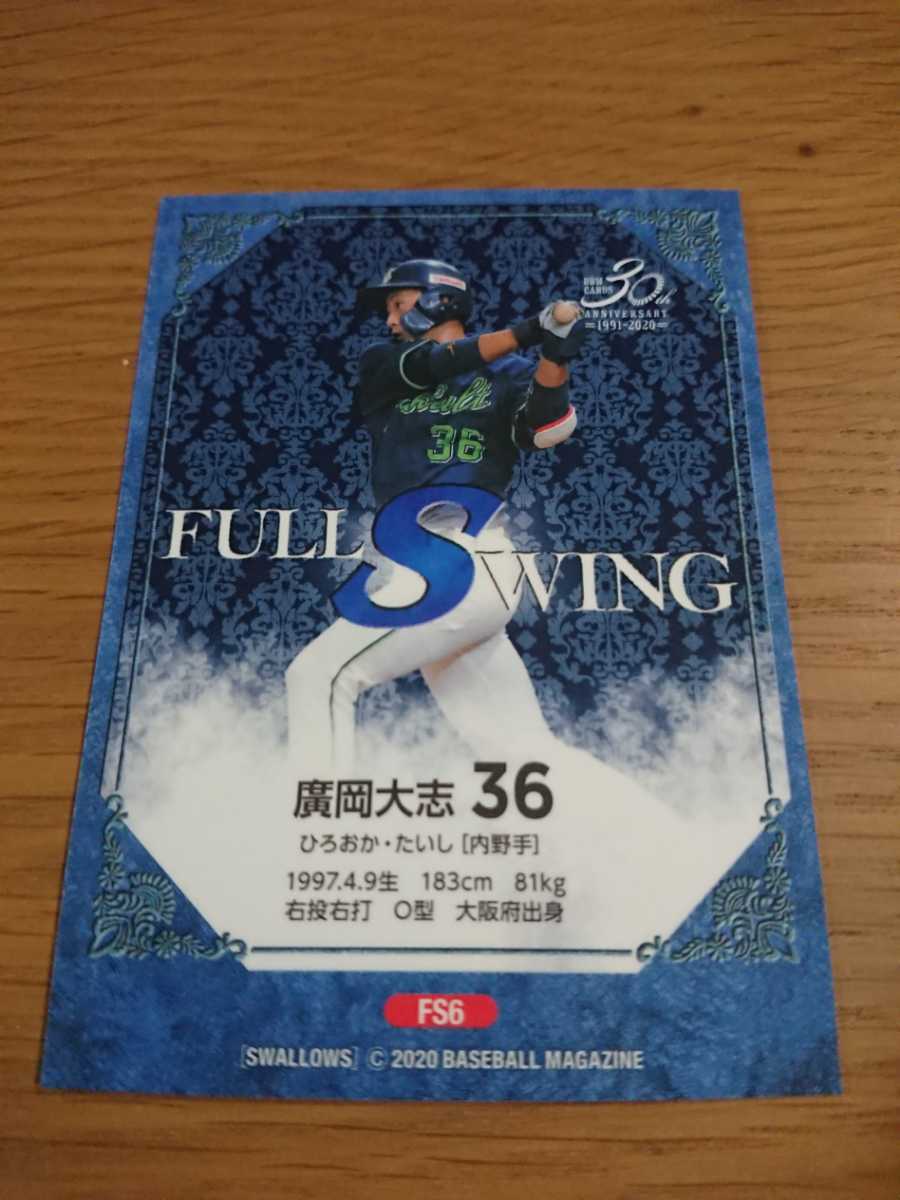 BBM
CARDS
30th
ANNIVERSARY
=1991-2020=
36
FULL SWING
廣岡大志 36
ひろおか・たいし [内野手]
1997.4.9生 183cm 81kg
右投右打 O型 大阪府出身
FS6
[SWALLOWS] © 2020 BASEBALL MAGAZINE